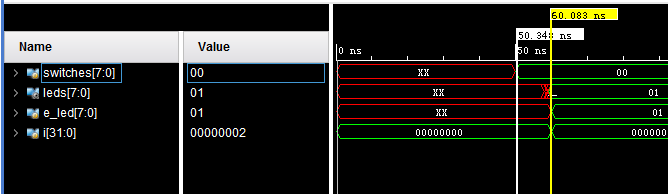 60.083 ns
50.348 ns
Name Value 0 ns 50 ns
switches[7:0] 00 XX 00
leds[7:0] 01 XX 01
e_led[7:0] 01 XX 01
i[31:0] 00000002 00000000 000000